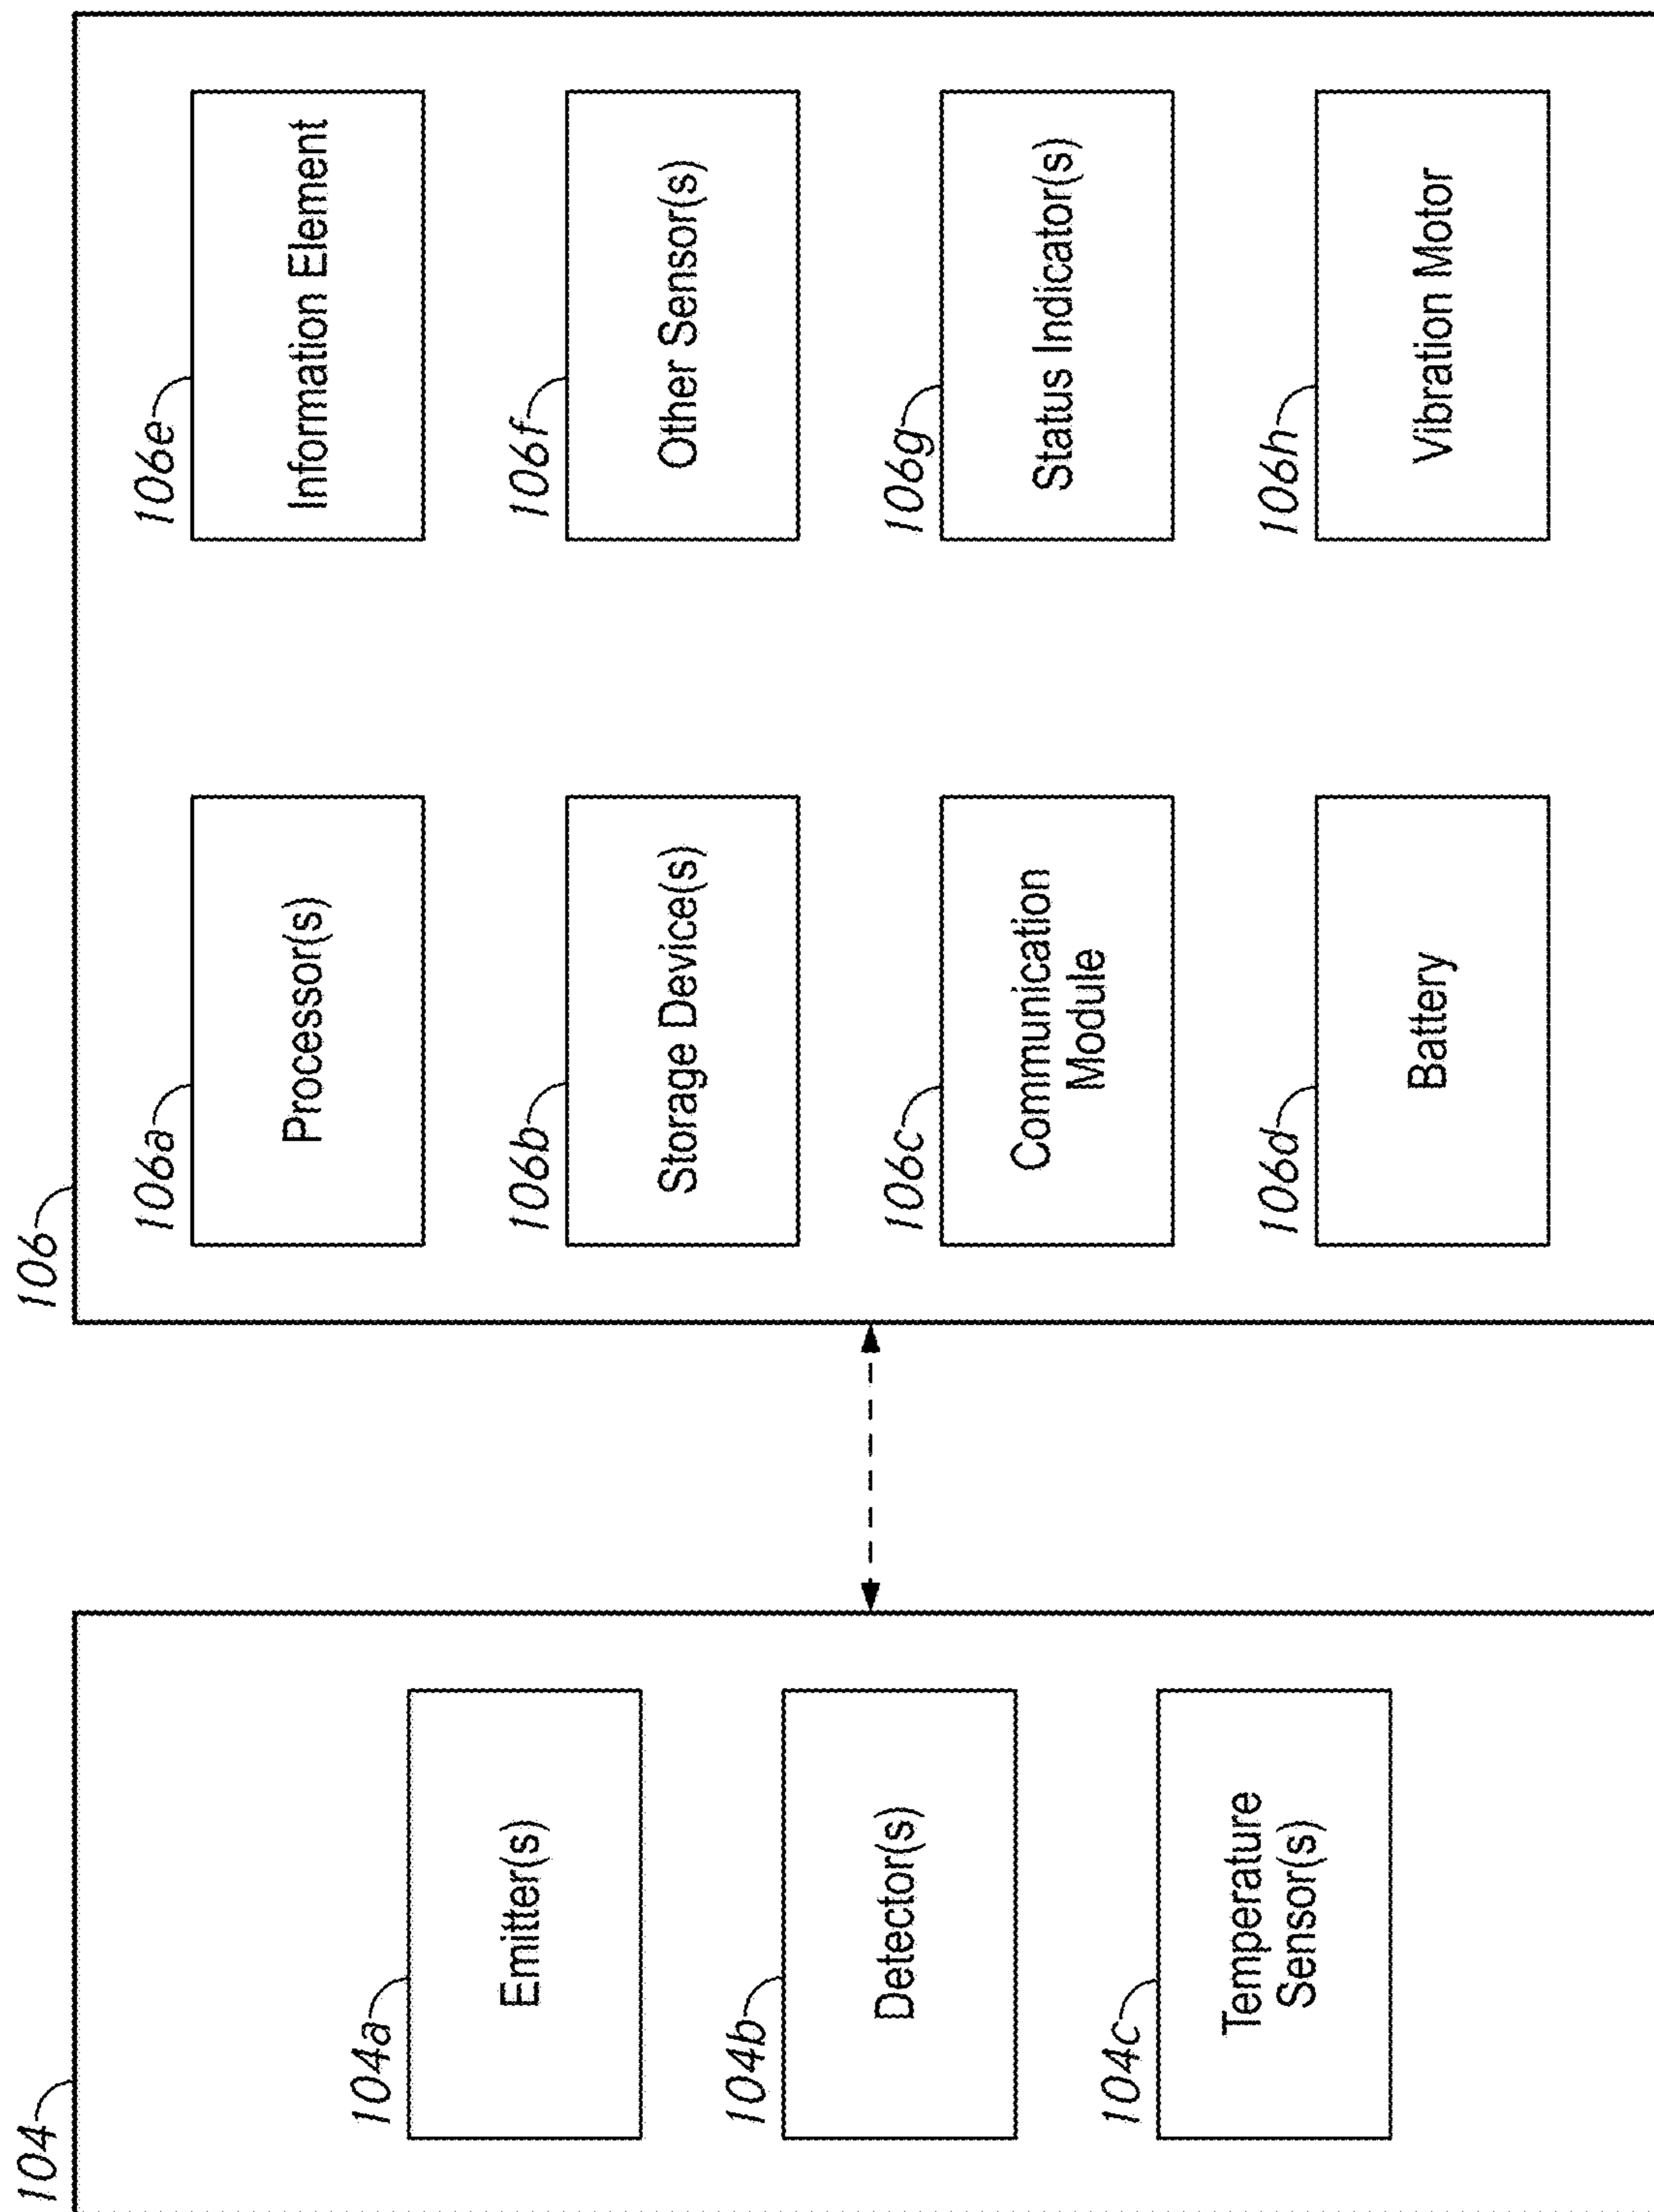 104
104a
Emitter(s)
104b
Detector(s)
104c
Temperature
Sensor(s)
106
106a
Processor(s)
106b
Storage Device(s)
106c
Communication
Module
106d
Battery
106e
Information Element
106f
Other Sensor(s)
106g
Status Indicator(s)
106h
Vibration Motor